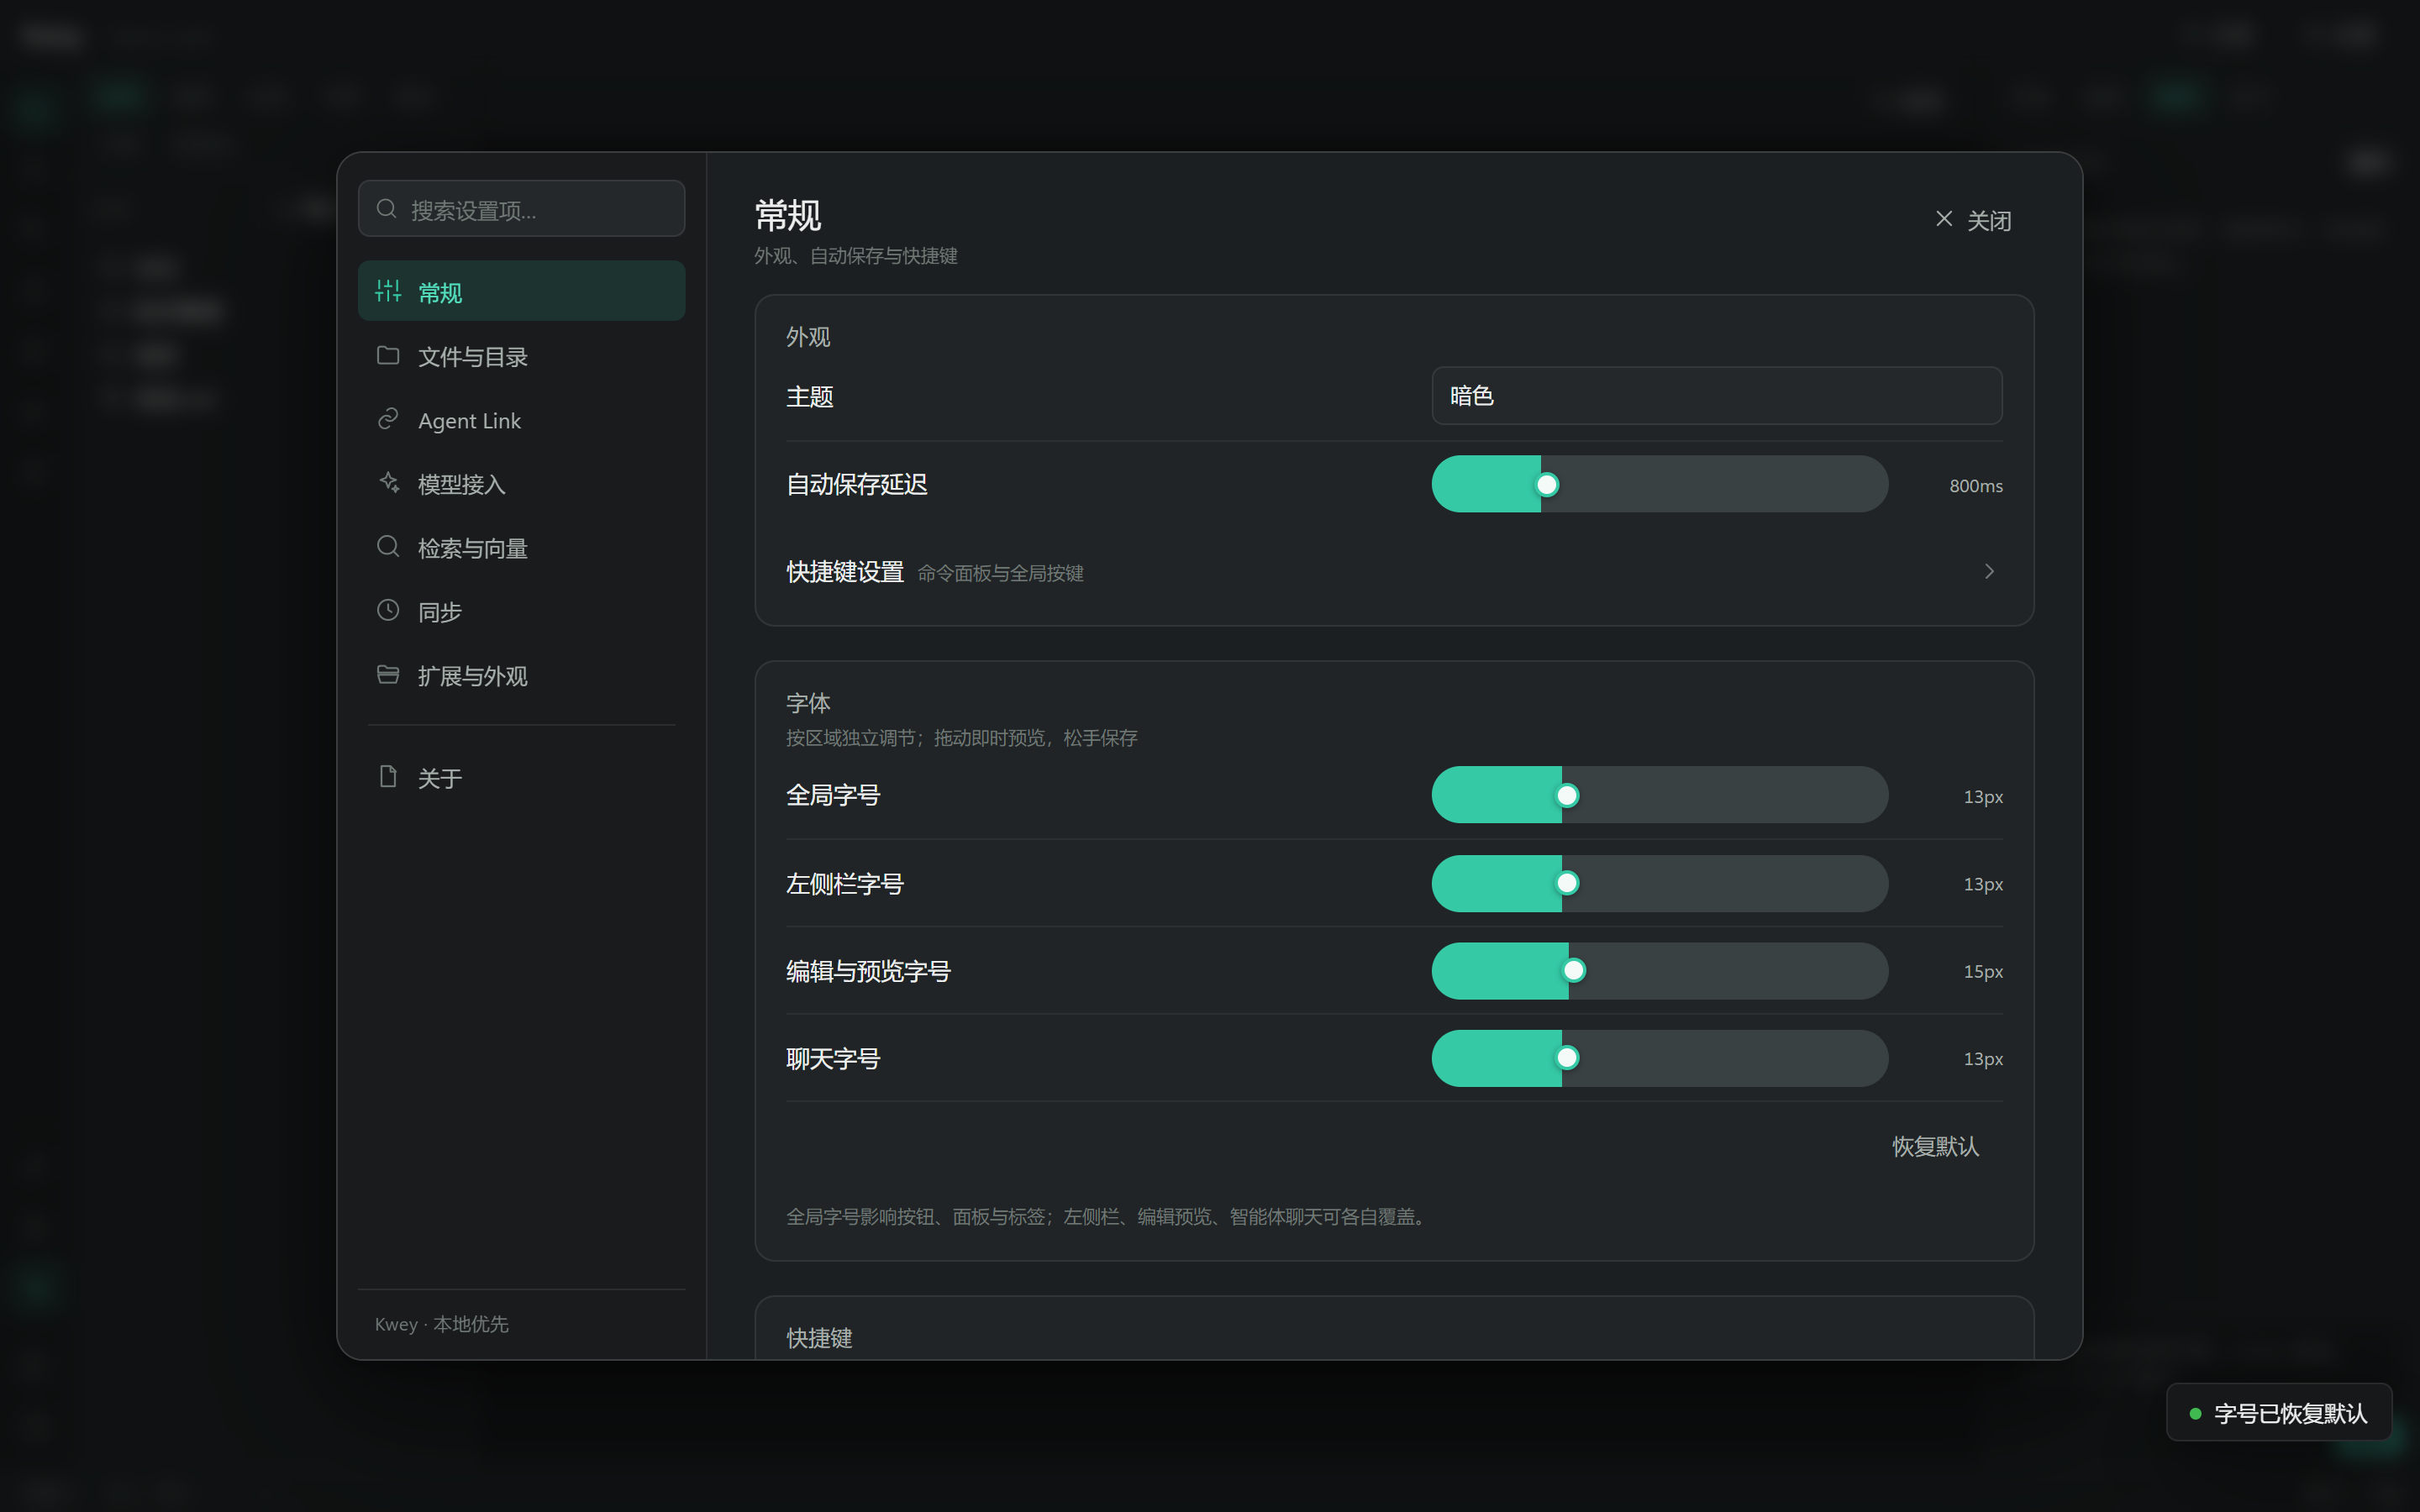 搜索设置项...
常规
文件与目录
Agent Link
模型接入
检索与向量
同步
扩展与外观
关于
Kwey · 本地优先
常规
外观、自动保存与快捷键
关闭
外观
主题
暗色
自动保存延迟
800ms
快捷键设置 命令面板与全局按键
字体
按区域独立调节；拖动即时预览，松手保存
全局字号
13px
左侧栏字号
13px
编辑与预览字号
15px
聊天字号
13px
恢复默认
全局字号影响按钮、面板与标签；左侧栏、编辑预览、智能体聊天可各自覆盖。
快捷键
字号已恢复默认